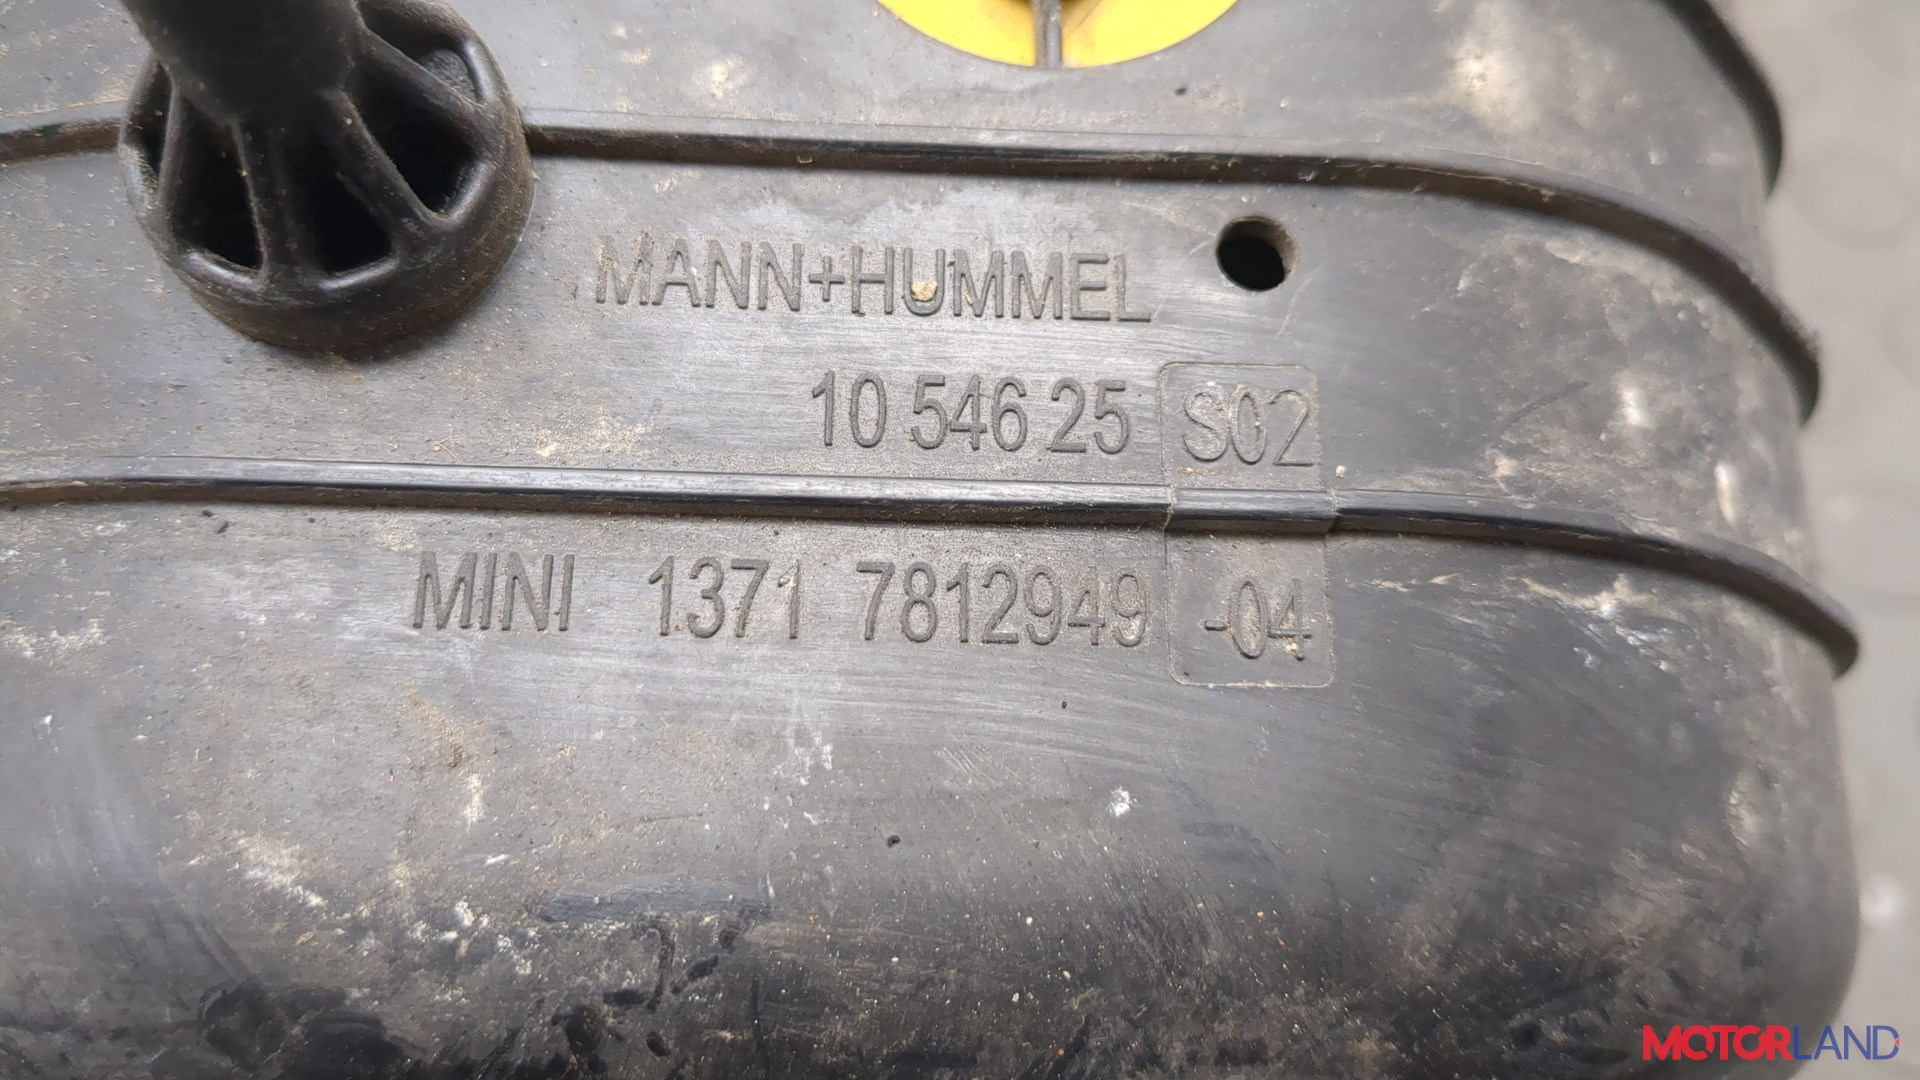 MANN+HUMMEL
10 546 25 S02
MINI 1371 7812949 -04
MOTORLAND